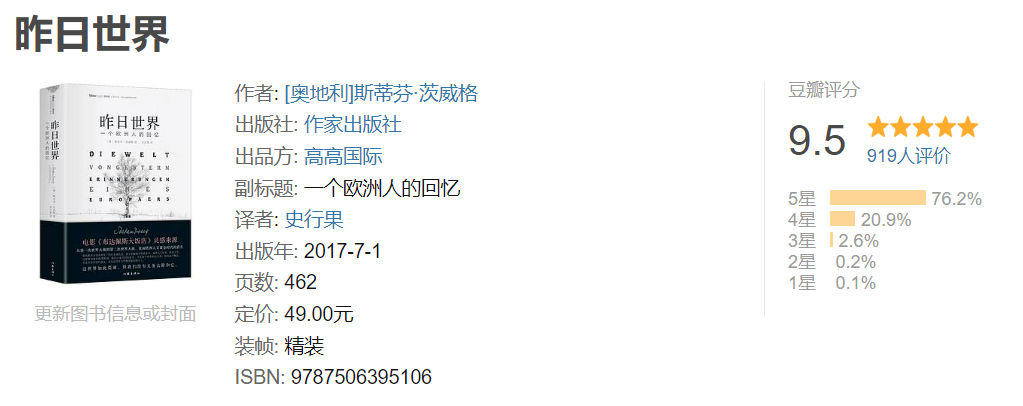 昨日世界
昨日世界
一个欧洲人的回忆
昨日世界
DIE WELT
VON GESTERN
ERINNERUNGEN
EINES
EUROPÄERS
电影《布达佩斯大饭店》灵感来源
更新图书信息或封面
作者: [奥地利]斯蒂芬·茨威格
出版社: 作家出版社
出品方: 高高国际
副标题: 一个欧洲人的回忆
译者: 史行果
出版年: 2017-7-1
页数: 462
定价: 49.00元
装帧: 精装
ISBN: 9787506395106
豆瓣评分
9.5
919人评价
5星 76.2%
4星 20.9%
3星 2.6%
2星 0.2%
1星 0.1%